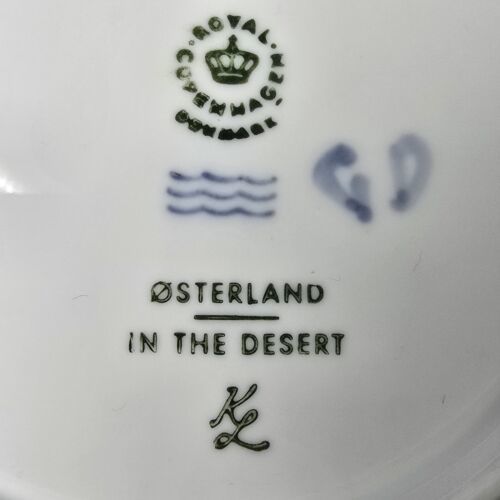 ROYAL
COPENHAGEN
DENMARK
ØSTERLAND
IN THE DESERT
KL